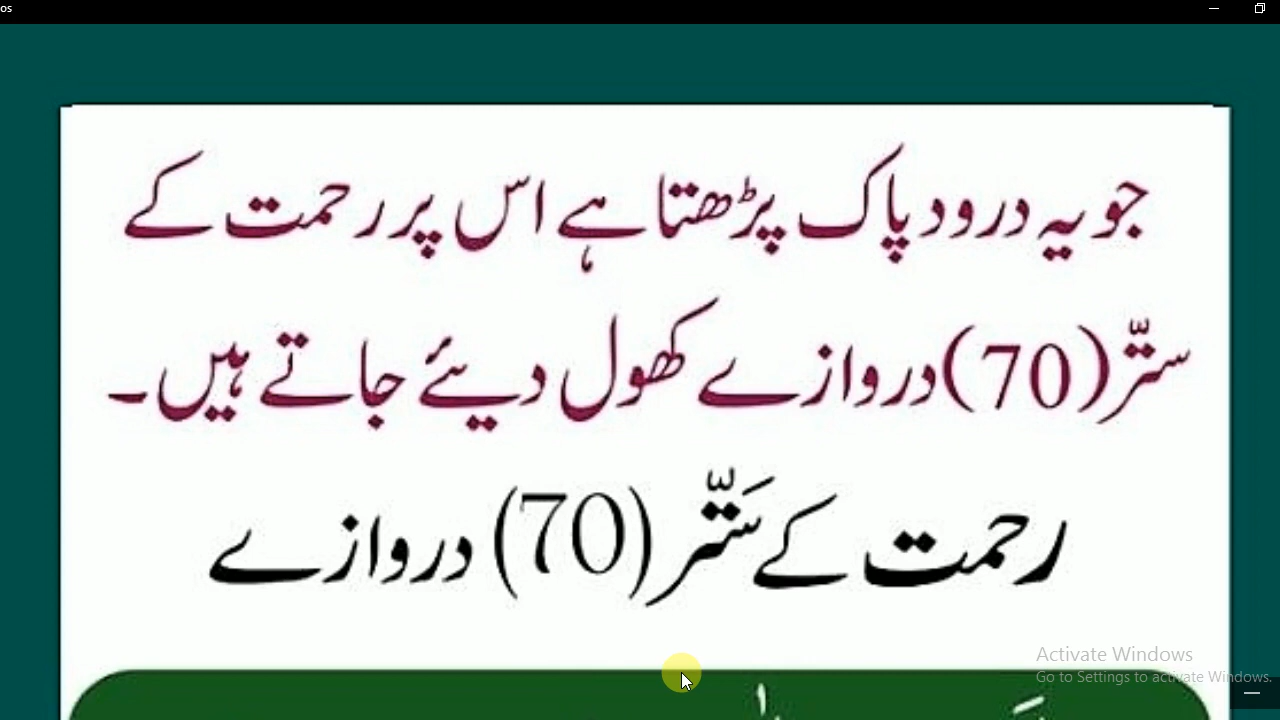 os
جو یہ درود پاک پڑھتا ہے اس پر رحمت کے
ستّر (70) دروازے کھول دیئے جاتے ہیں۔
رحمت کے سَتّر (70) دروازے
Activate Windows
Go to Settings to activate Windows.